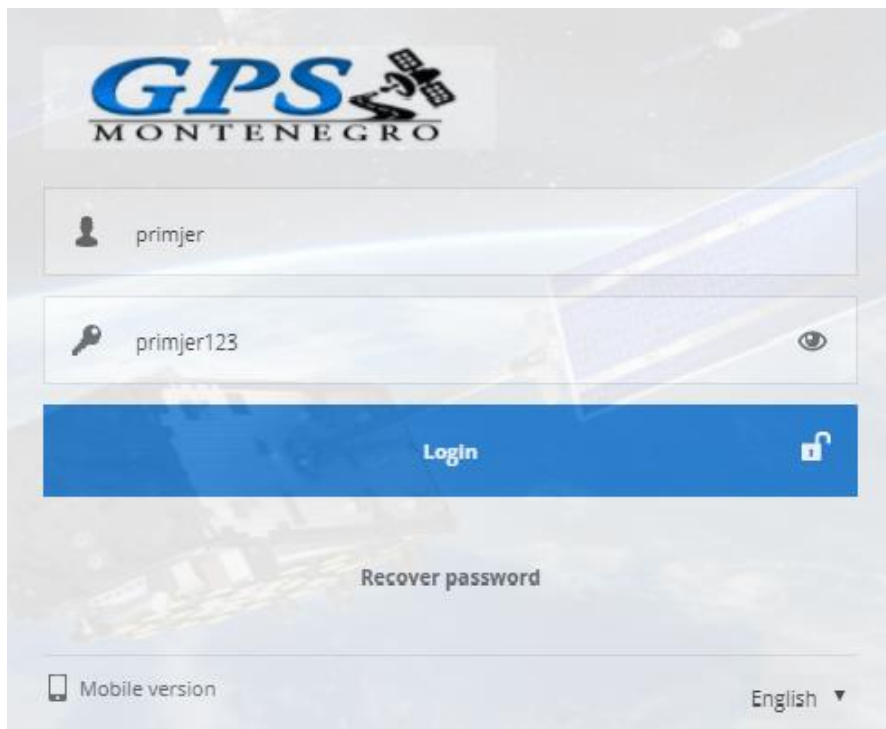 GPS
MONTENEGRO
primjer
primjer123
Login
Recover password
Mobile version
English